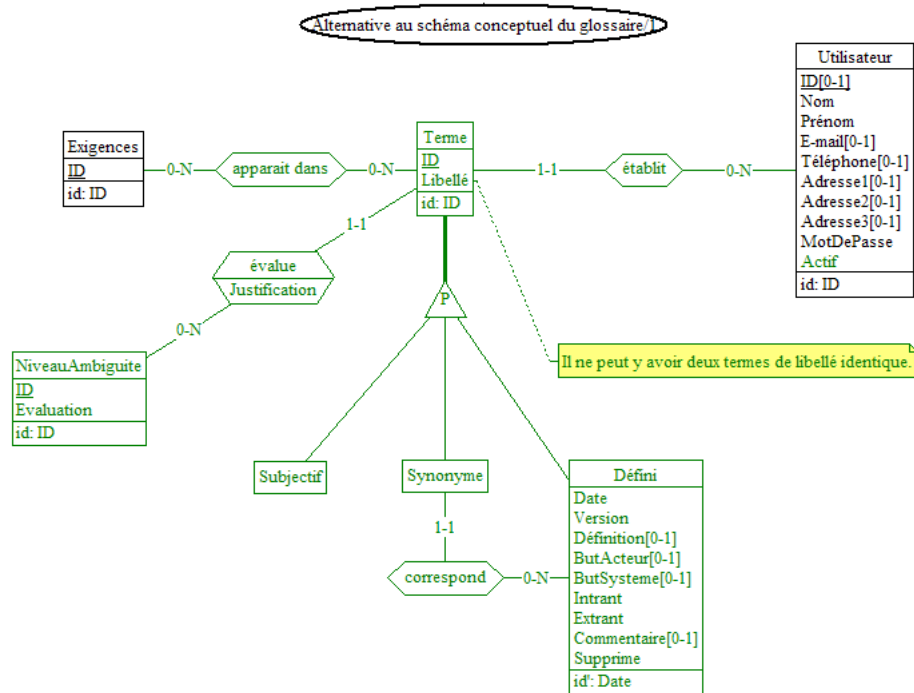 Alternative au schéma conceptuel du glossaire/1
Utilisateur
ID[0-1]
Nom
Prénom
E-mail[0-1]
Téléphone[0-1]
Adresse1[0-1]
Adresse2[0-1]
Adresse3[0-1]
MotDePasse
Actif
id: ID
Terme
ID
Libellé
id: ID
Exigences
ID
id: ID
0-N
apparait dans
0-N
1-1
établit
0-N
1-1
évalue
Justification
0-N
P
Il ne peut y avoir deux termes de libellé identique.
NiveauAmbiguite
ID
Evaluation
id: ID
Subjectif
Synonyme
Défini
Date
Version
Définition[0-1]
ButActeur[0-1]
ButSysteme[0-1]
Intrant
Extrant
Commentaire[0-1]
Supprime
id': Date
1-1
correspond
0-N